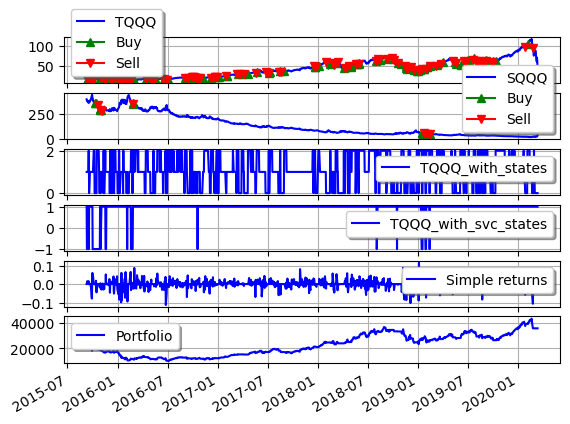 TQQQ
Buy
Sell
100
50
SQQQ
Buy
Sell
250
0
2
0
TQQQ_with_states
1
0
−1
TQQQ_with_svc_states
0.1
0.0
−0.1
Simple returns
40000
20000
Portfolio
2015-07 2016-01 2016-07 2017-01 2017-07 2018-01 2018-07 2019-01 2019-07 2020-01